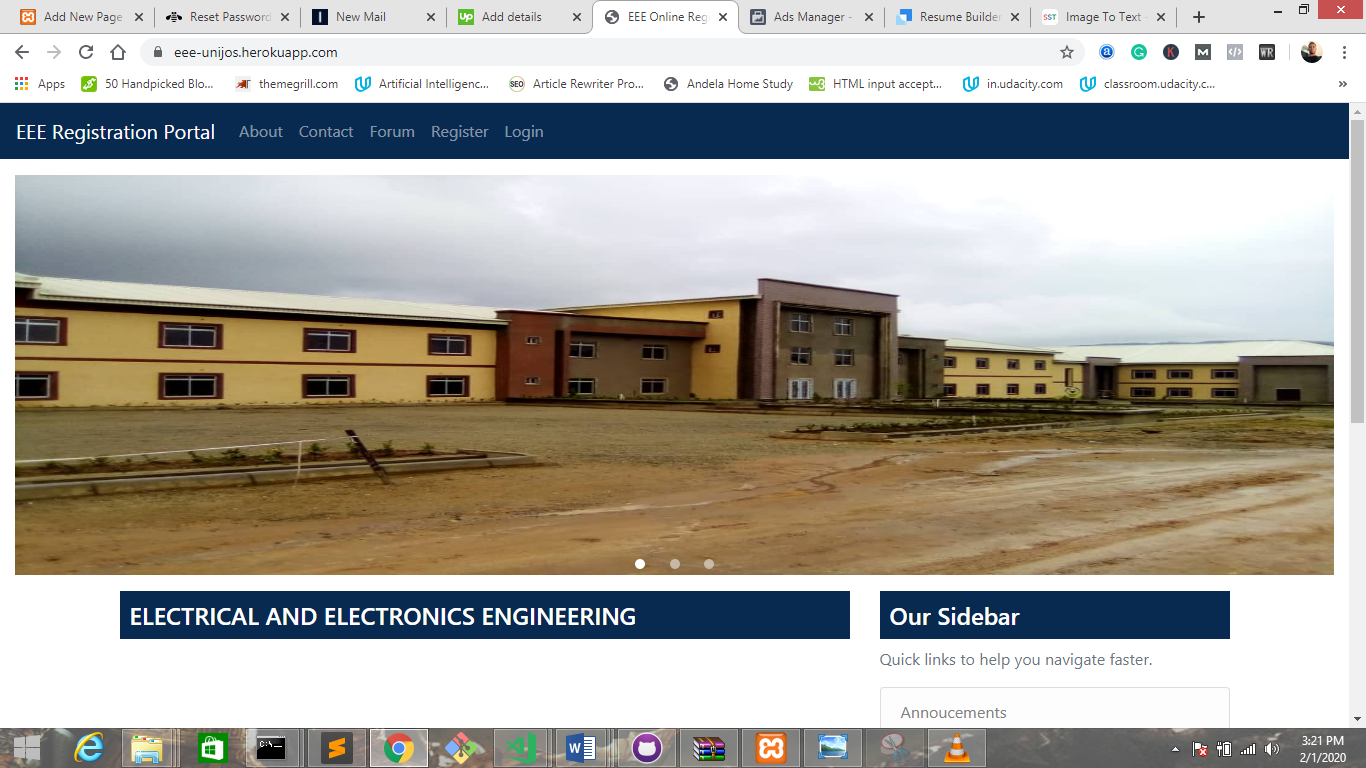 Add New Page
Reset Password
New Mail
Add details
EEE Online Reg
Ads Manager -
Resume Builder
Image To Text -
eee-unijos.herokuapp.com
Apps
50 Handpicked Blo...
themegrill.com
Artificial Intelligenc...
SEO
Article Rewriter Pro...
Andela Home Study
HTML input accept...
in.udacity.com
classroom.udacity.c...
EEE Registration Portal
About
Contact
Forum
Register
Login
ELECTRICAL AND ELECTRONICS ENGINEERING
Our Sidebar
Quick links to help you navigate faster.
Annoucements
3:21 PM
2/1/2020